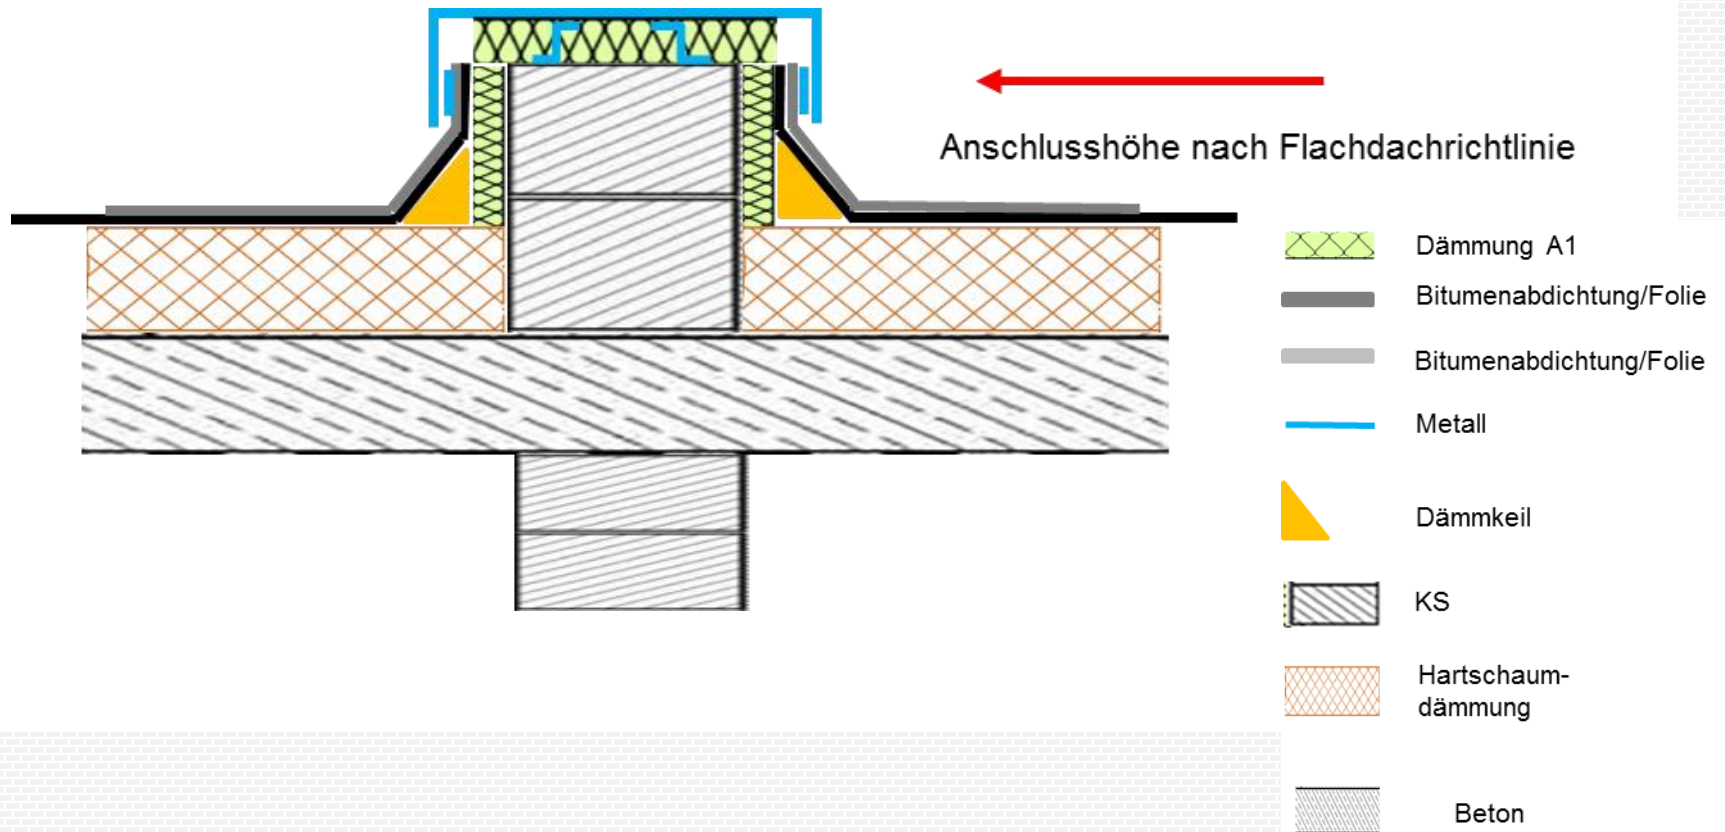 Anschlusshöhe nach Flachdachrichtlinie
Dämmung A1
Bitumenabdichtung/Folie
Bitumenabdichtung/Folie
Metall
Dämmkeil
KS
Hartschaum-
dämmung
Beton